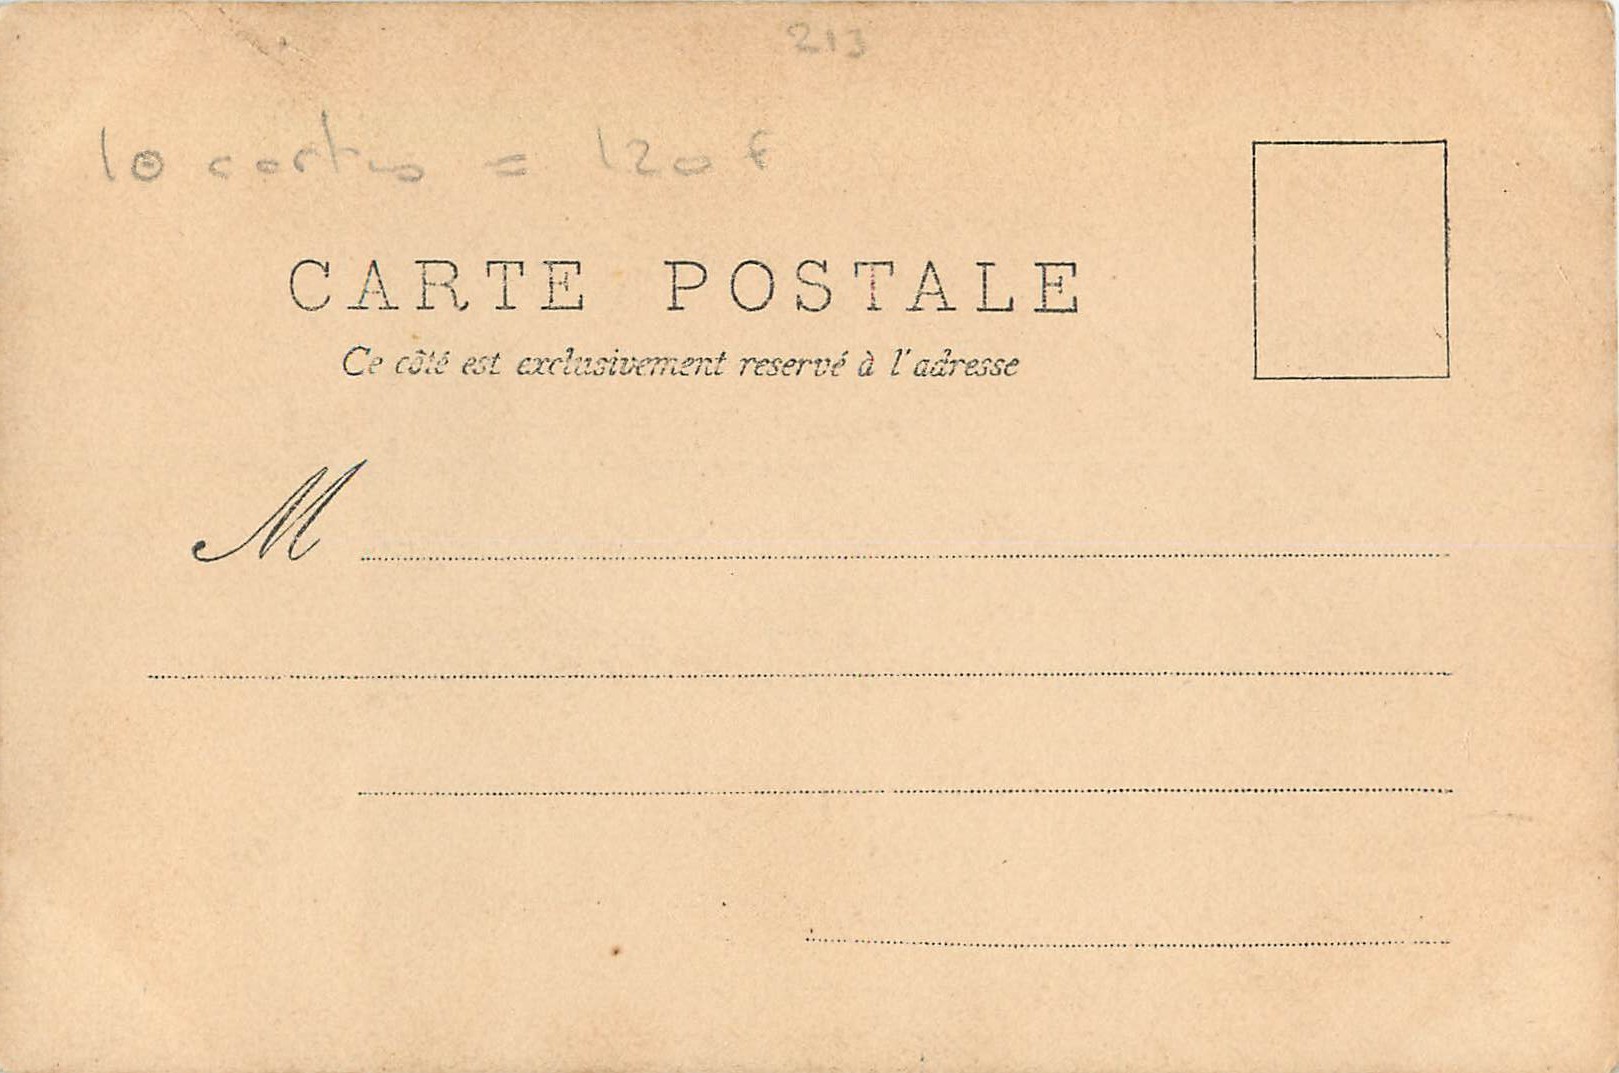 213
10 cartes = 120 f
CARTE POSTALE
Ce côté est exclusivement reservé à l'adresse
M